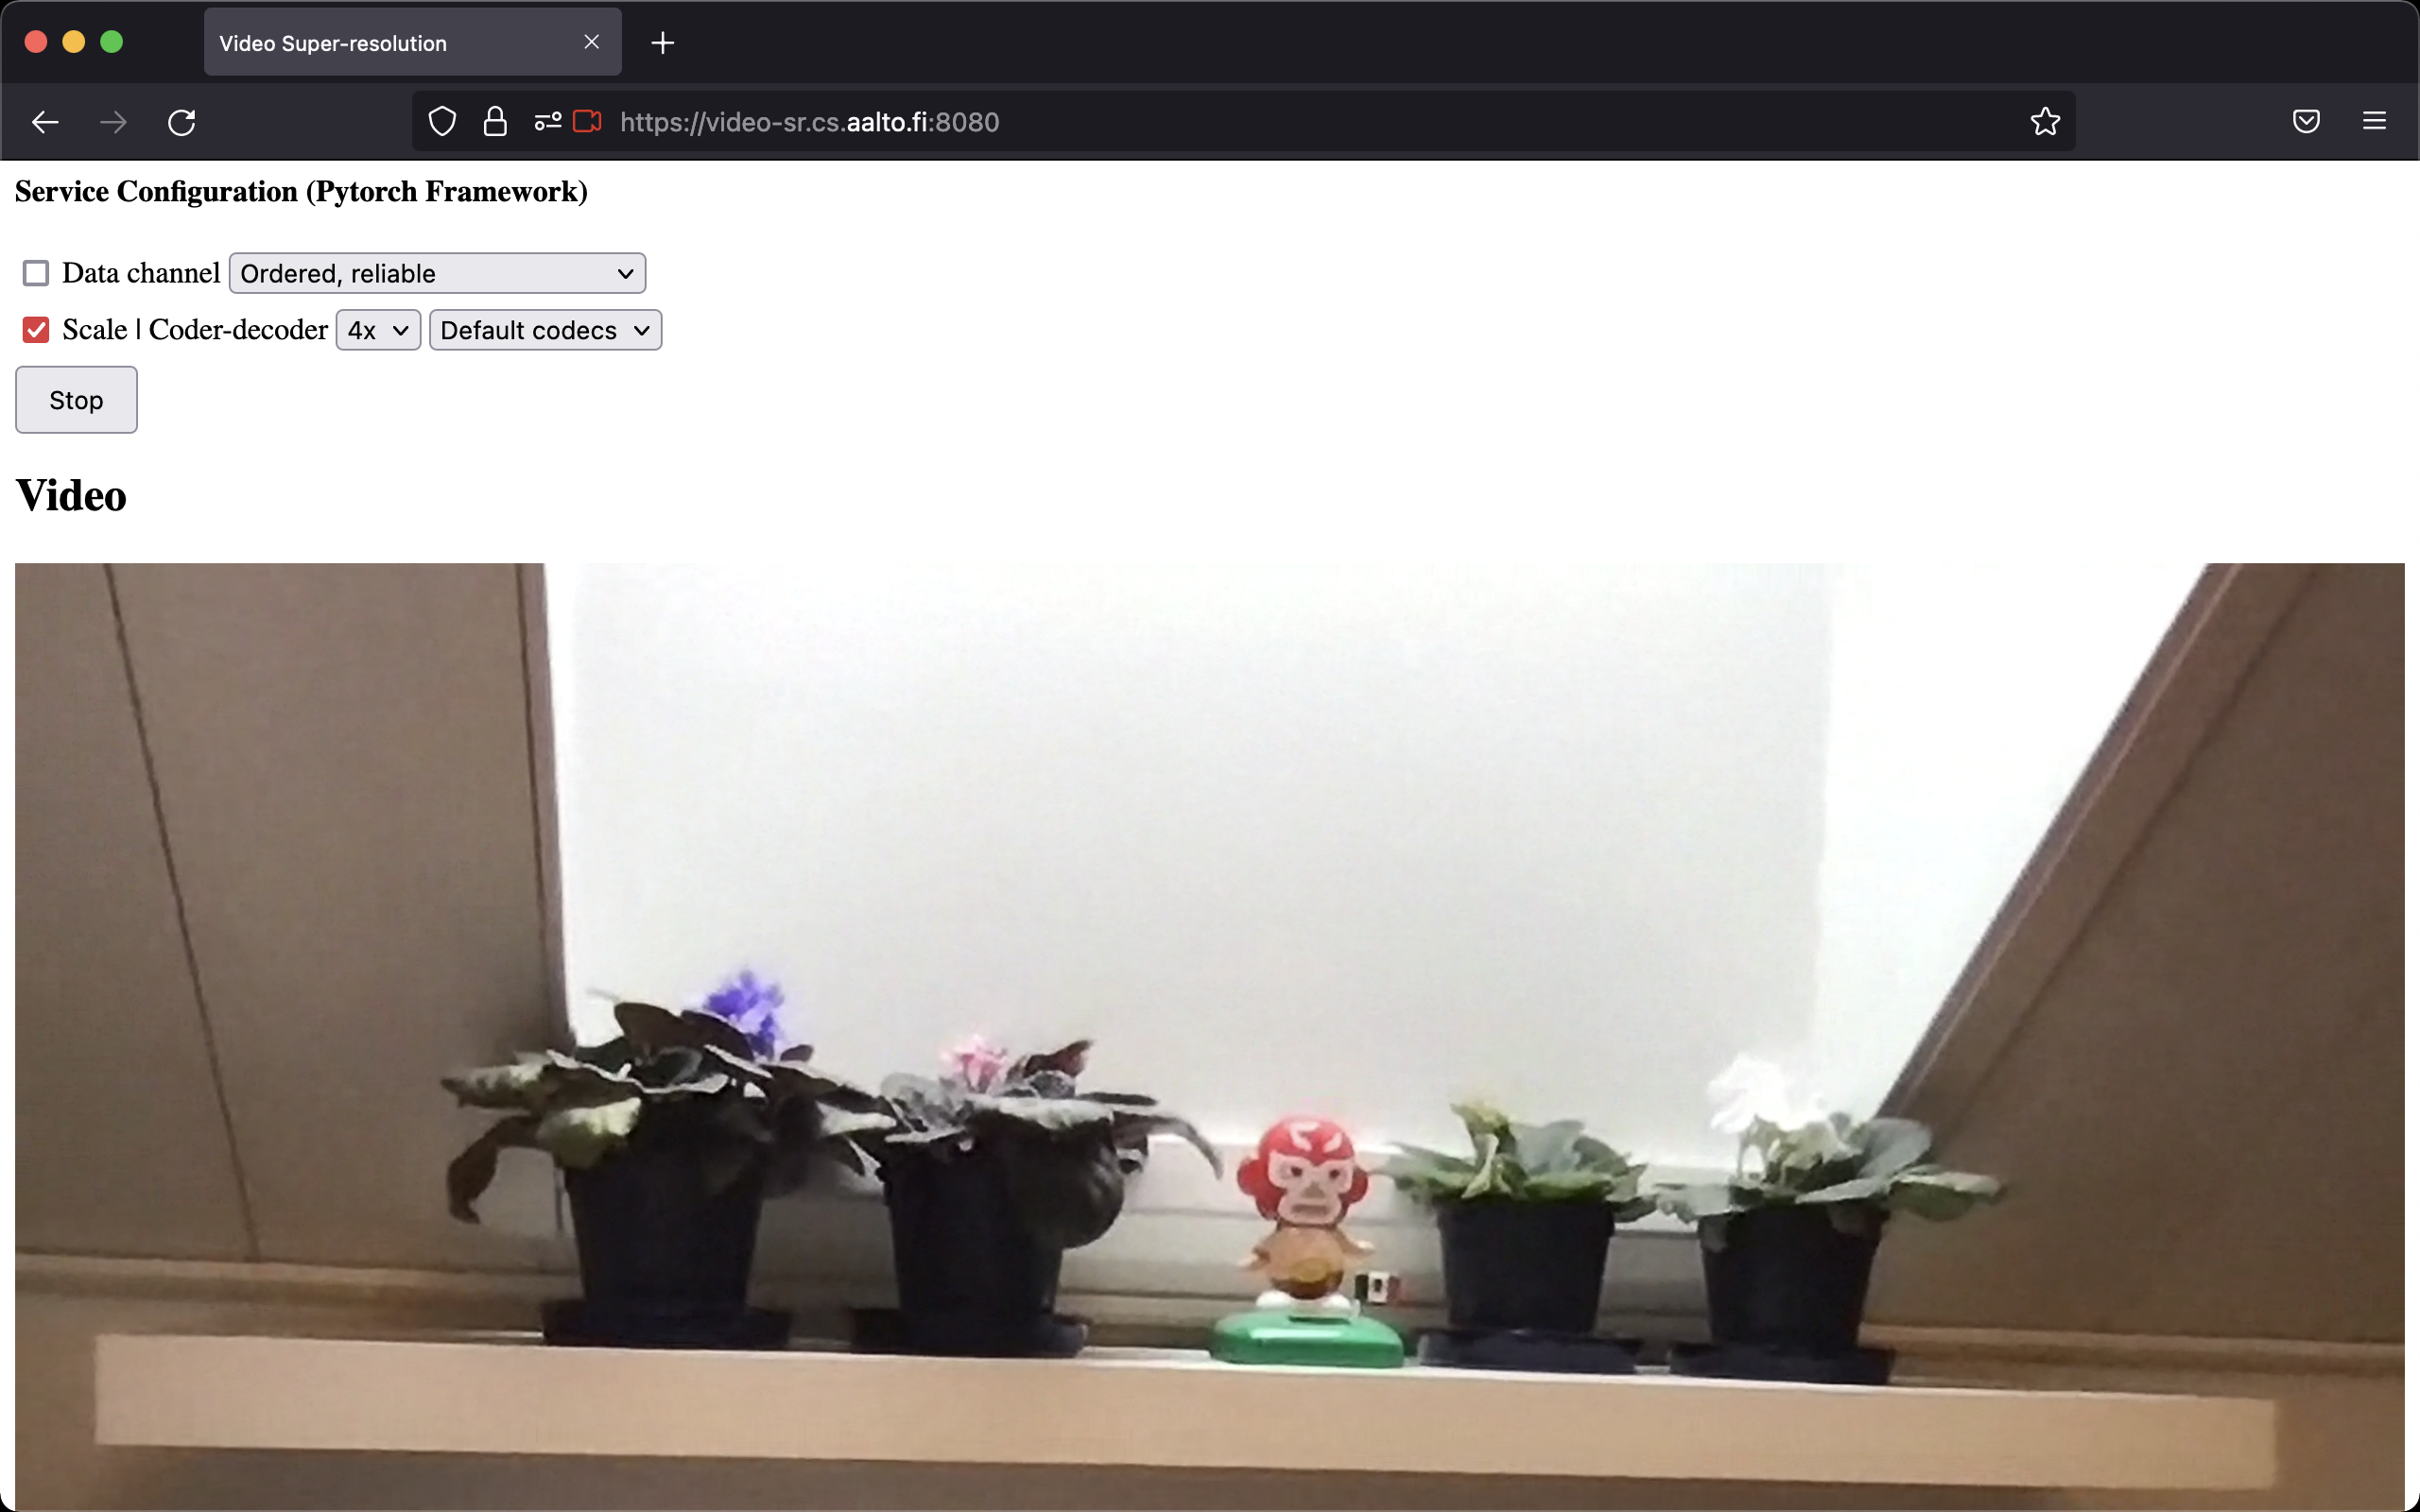 Video Super-resolution
https://video-sr.cs.aalto.fi:8080
Service Configuration (Pytorch Framework)
Data channel Ordered, reliable
Scale | Coder-decoder 4x Default codecs
Stop
Video